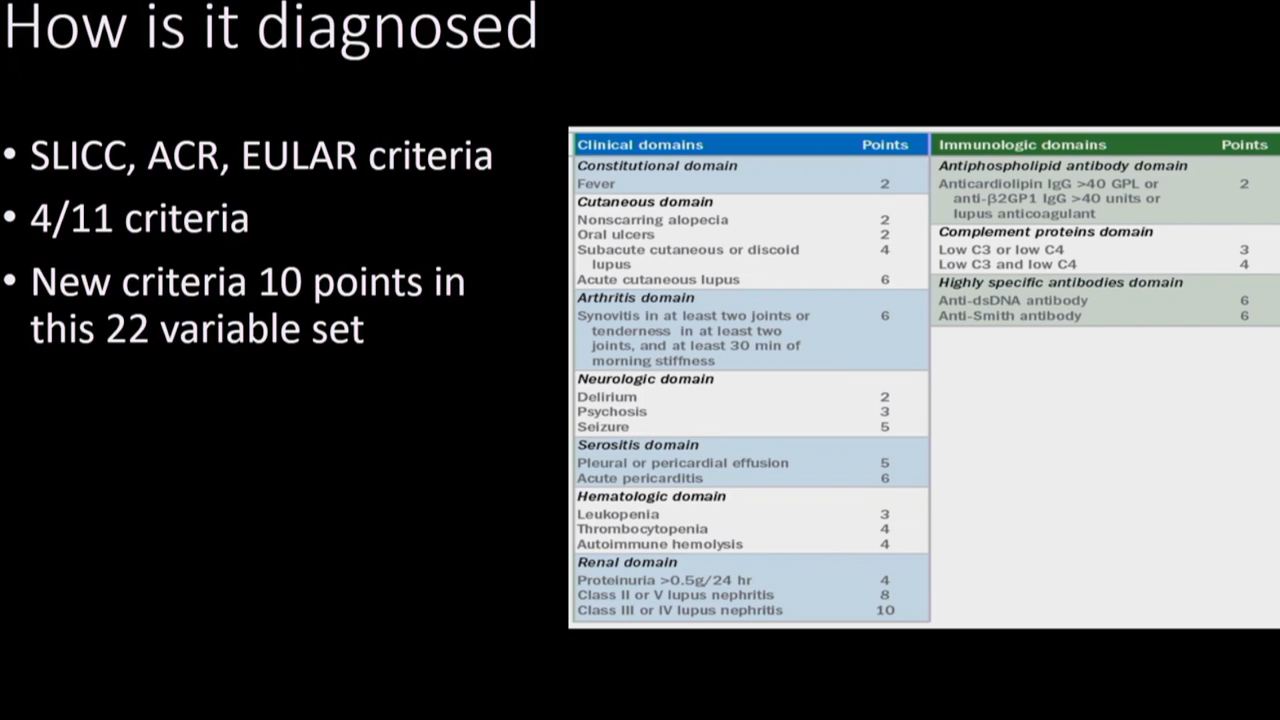 How is it diagnosed
• SLICC, ACR, EULAR criteria
• 4/11 criteria
• New criteria 10 points in
this 22 variable set
Clinical domains Points
Constitutional domain
Fever 2
Cutaneous domain
Nonscarring alopecia 2
Oral ulcers 2
Subacute cutaneous or discoid 4
lupus
Acute cutaneous lupus 6
Arthritis domain
Synovitis in at least two joints or 6
tenderness in at least two
joints, and at least 30 min of
morning stiffness
Neurologic domain
Delirium 2
Psychosis 3
Seizure 5
Serositis domain
Pleural or pericardial effusion 5
Acute pericarditis 6
Hematologic domain
Leukopenia 3
Thrombocytopenia 4
Autoimmune hemolysis 4
Renal domain
Proteinuria >0.5g/24 hr 4
Class II or V lupus nephritis 8
Class III or IV lupus nephritis 10
Immunologic domains Points
Antiphospholipid antibody domain
Anticardiolipin IgG >40 GPL or 2
anti-β2GP1 IgG >40 units or
lupus anticoagulant
Complement proteins domain
Low C3 or low C4 3
Low C3 and low C4 4
Highly specific antibodies domain
Anti-dsDNA antibody 6
Anti-Smith antibody 6